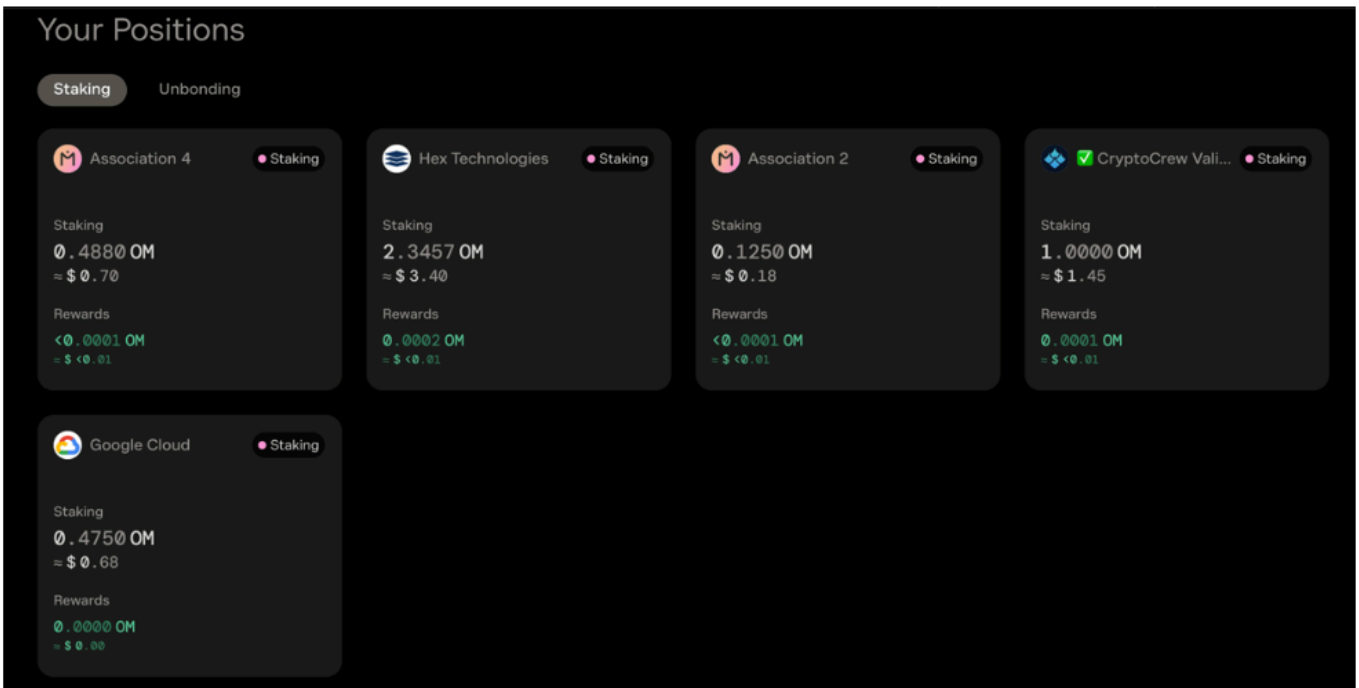 Your Positions
Staking Unbonding
Association 4 Staking
Staking
0.4880 OM
≈ $ 0.70
Rewards
<0.0001 OM
≈ $ <0.01
Hex Technologies Staking
Staking
2.3457 OM
≈ $ 3.40
Rewards
0.0002 OM
≈ $ <0.01
Association 2 Staking
Staking
0.1250 OM
≈ $ 0.18
Rewards
<0.0001 OM
≈ $ <0.01
✅ CryptoCrew Vali... Staking
Staking
1.0000 OM
≈ $ 1.45
Rewards
0.0001 OM
≈ $ <0.01
Google Cloud Staking
Staking
0.4750 OM
≈ $ 0.68
Rewards
0.0000 OM
≈ $ 0.00